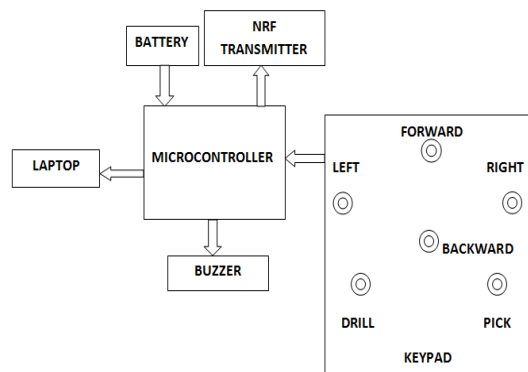 BATTERY
NRF
TRANSMITTER
MICROCONTROLLER
LAPTOP
BUZZER
FORWARD
LEFT
RIGHT
BACKWARD
DRILL
PICK
KEYPAD